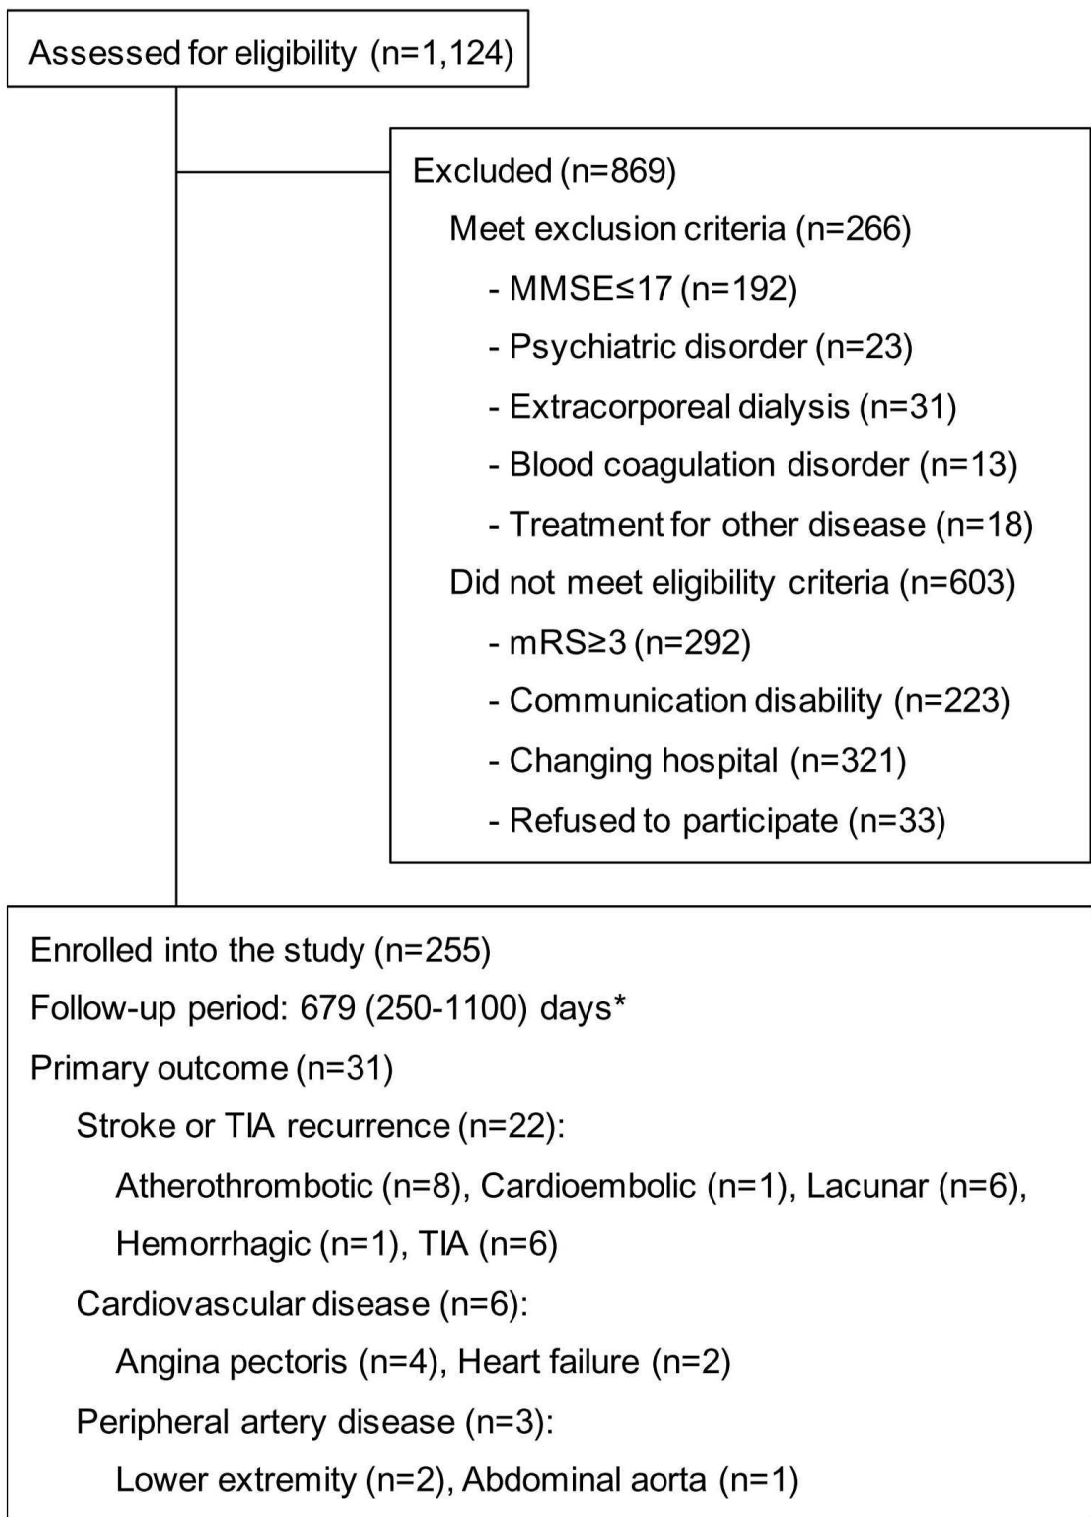 Assessed for eligibility (n=1,124)
Excluded (n=869)
Meet exclusion criteria (n=266)
- MMSE≤17 (n=192)
- Psychiatric disorder (n=23)
- Extracorporeal dialysis (n=31)
- Blood coagulation disorder (n=13)
- Treatment for other disease (n=18)
Did not meet eligibility criteria (n=603)
- mRS≥3 (n=292)
- Communication disability (n=223)
- Changing hospital (n=321)
- Refused to participate (n=33)
Enrolled into the study (n=255)
Follow-up period: 679 (250-1100) days*
Primary outcome (n=31)
Stroke or TIA recurrence (n=22):
Atherothrombotic (n=8), Cardioembolic (n=1), Lacunar (n=6),
Hemorrhagic (n=1), TIA (n=6)
Cardiovascular disease (n=6):
Angina pectoris (n=4), Heart failure (n=2)
Peripheral artery disease (n=3):
Lower extremity (n=2), Abdominal aorta (n=1)